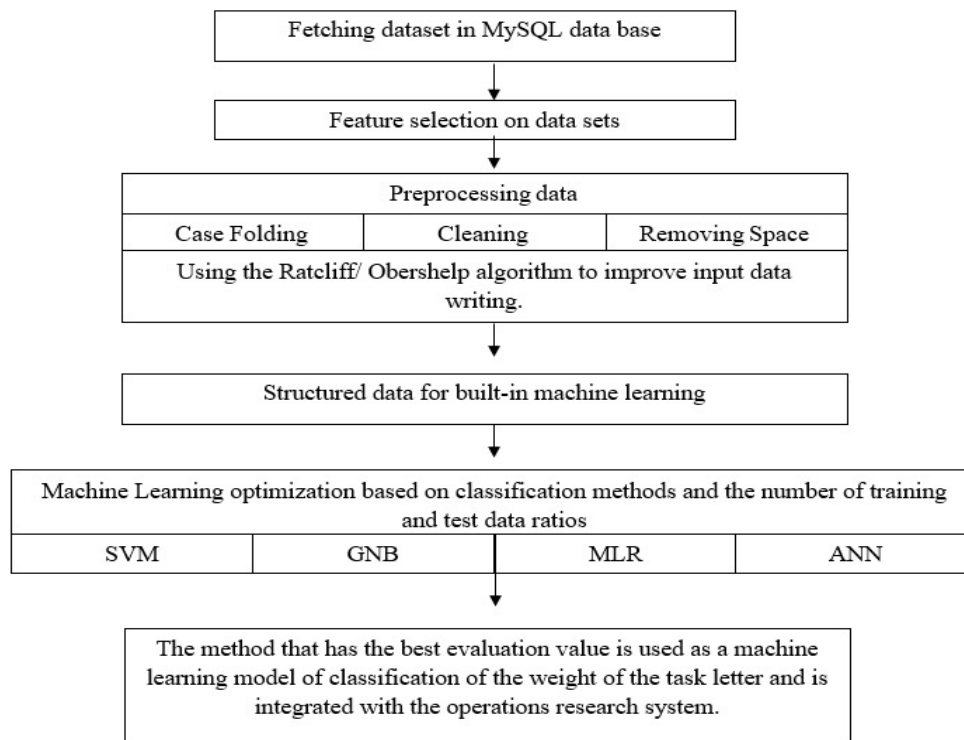 Fetching dataset in MySQL data base
Feature selection on data sets
Preprocessing data
Case Folding
Cleaning
Removing Space
Using the Ratcliff/ Obershelp algorithm to improve input data
writing.
Structured data for built-in machine learning
Machine Learning optimization based on classification methods and the number of training
and test data ratios
SVM
GNB
MLR
ANN
The method that has the best evaluation value is used as a machine
learning model of classification of the weight of the task letter and is
integrated with the operations research system.